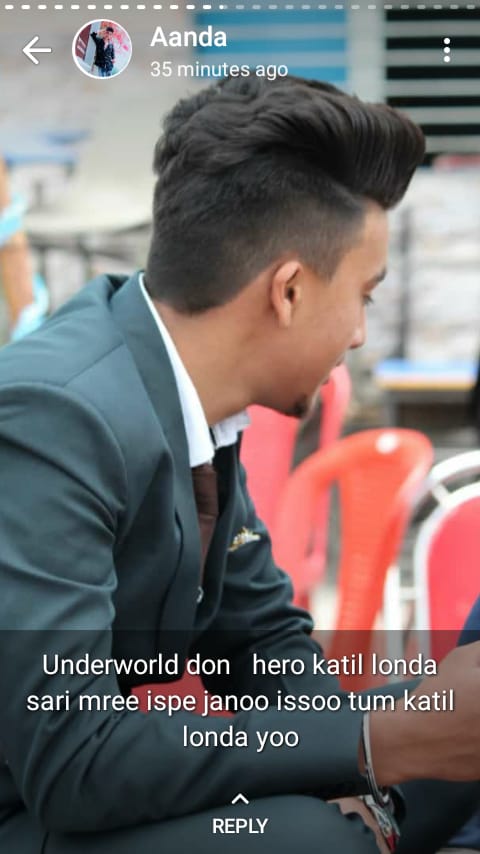 Aanda
35 minutes ago
Underworld don   hero katil londa
sari mree ispe janoo issoo tum katil
londa yoo
REPLY